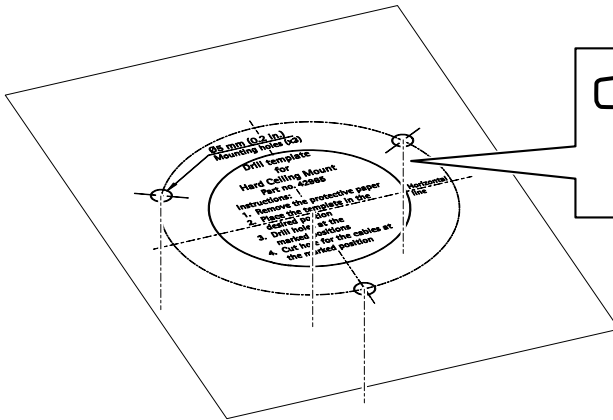 Ø5 mm (0.2 in.)
Mounting holes (x3)
Drill template
for
Hard Ceiling Mount
Part no. 42985
Instructions:
1. Remove the protective paper
2. Place the template in the
desired position
3. Drill holes at the
marked positions
4. Cut hole for the cables at
the marked position
Horizontal
line